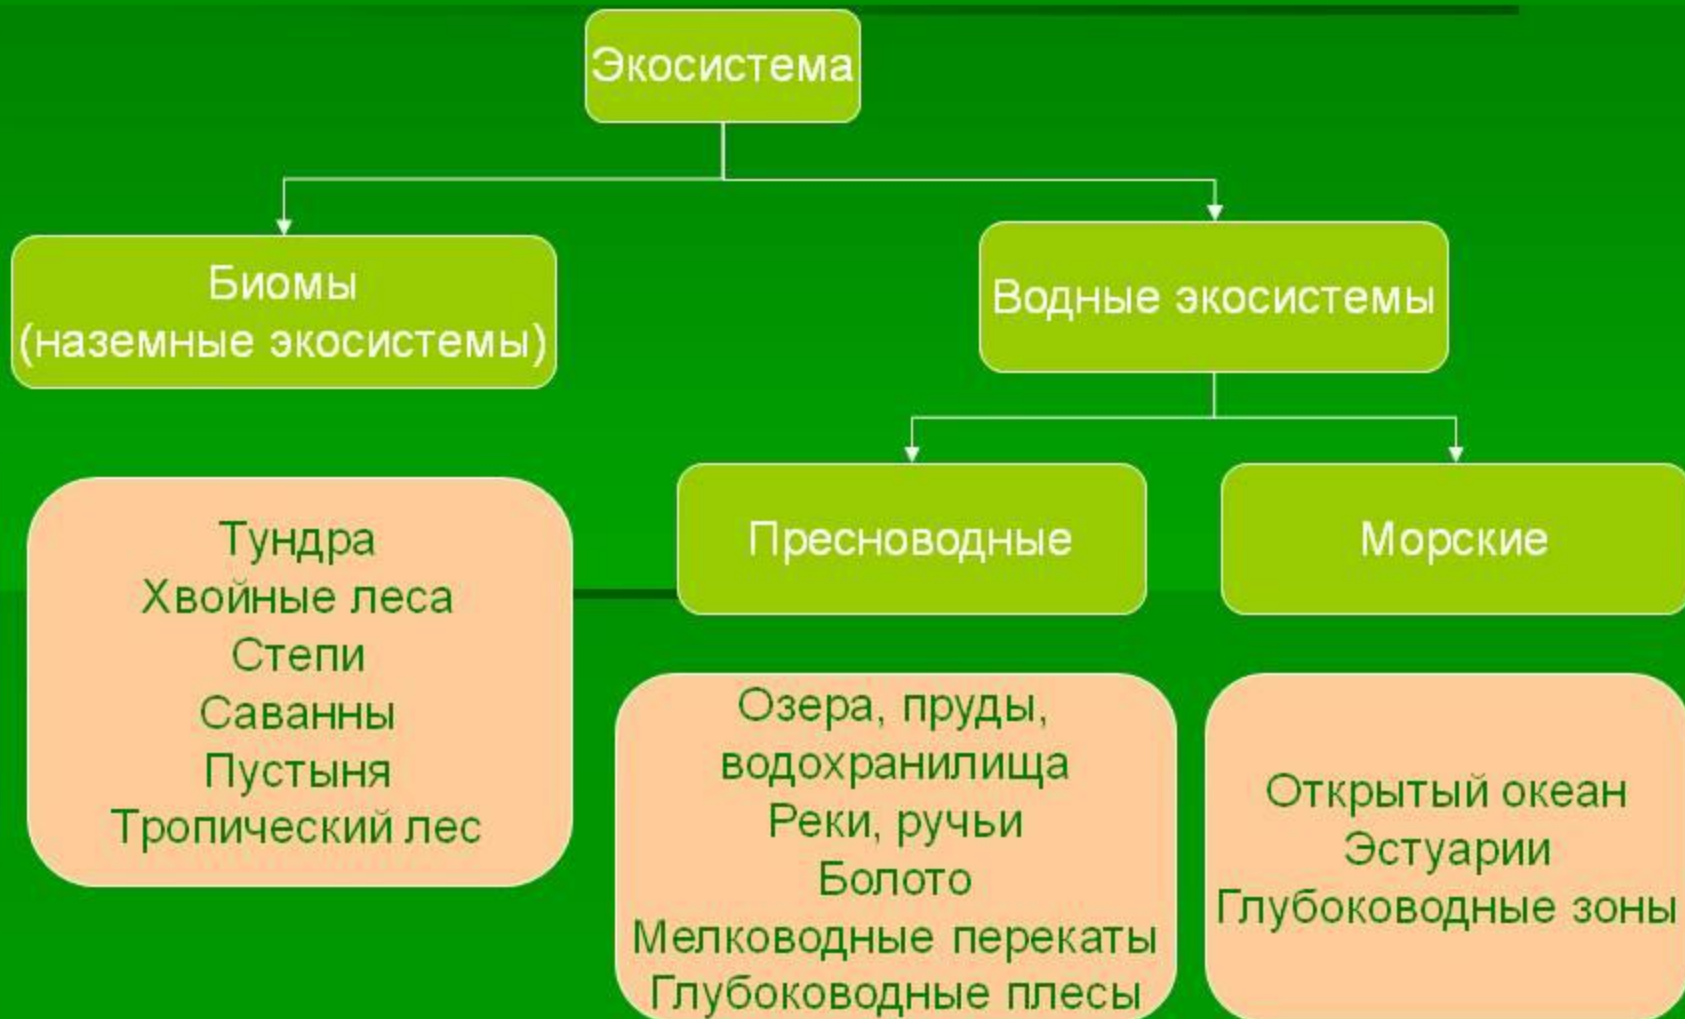 Экосистема
Биомы
(наземные экосистемы)
Водные экосистемы
Тундра
Хвойные леса
Степи
Саванны
Пустыня
Тропический лес
Пресноводные
Морские
Озера, пруды,
водохранилища
Реки, ручьи
Болото
Мелководные перекаты
Глубоководные плесы
Открытый океан
Эстуарии
Глубоководные зоны